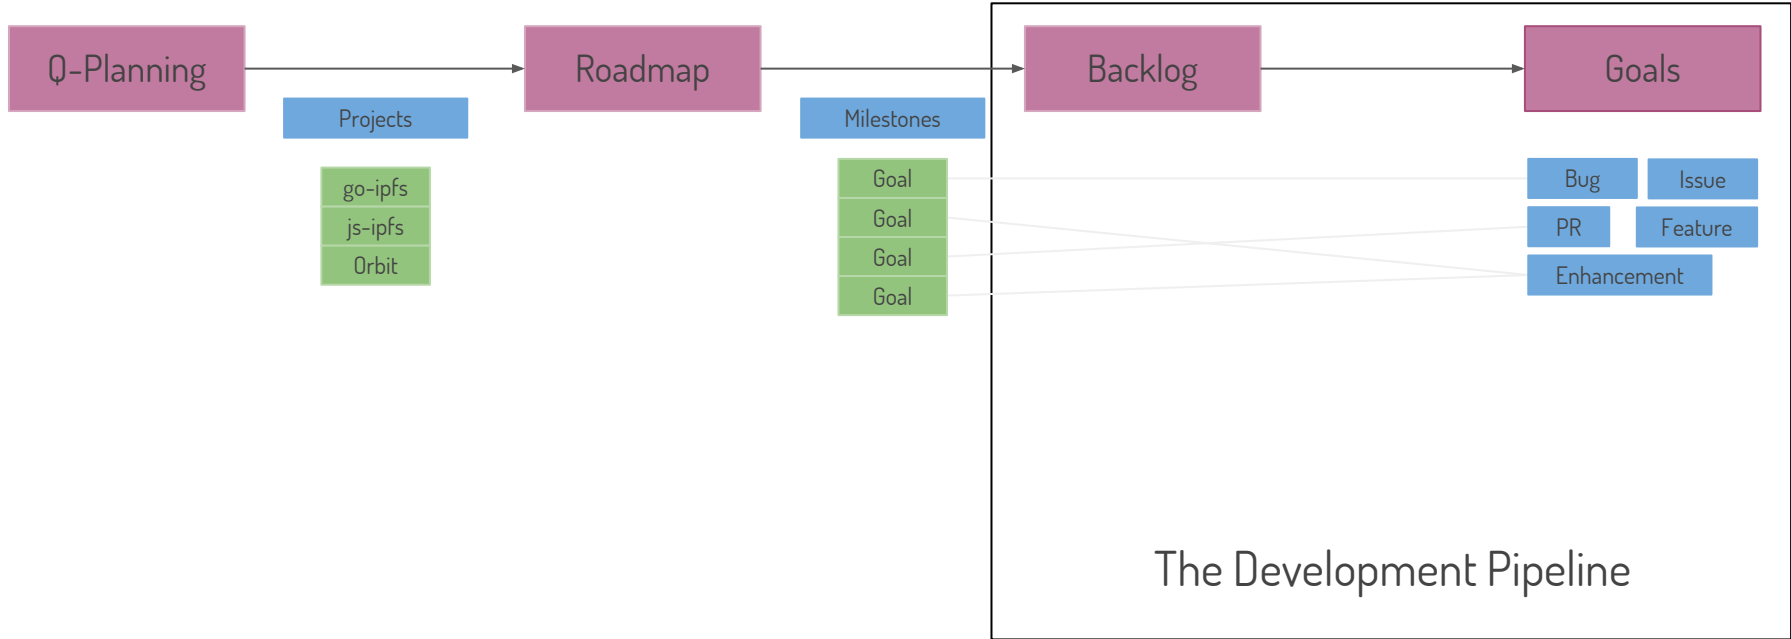 Q-Planning
Roadmap
Backlog
Goals
Projects
Milestones
go-ipfs
js-ipfs
Orbit
Goal
Goal
Goal
Goal
Bug
Issue
PR
Feature
Enhancement
The Development Pipeline